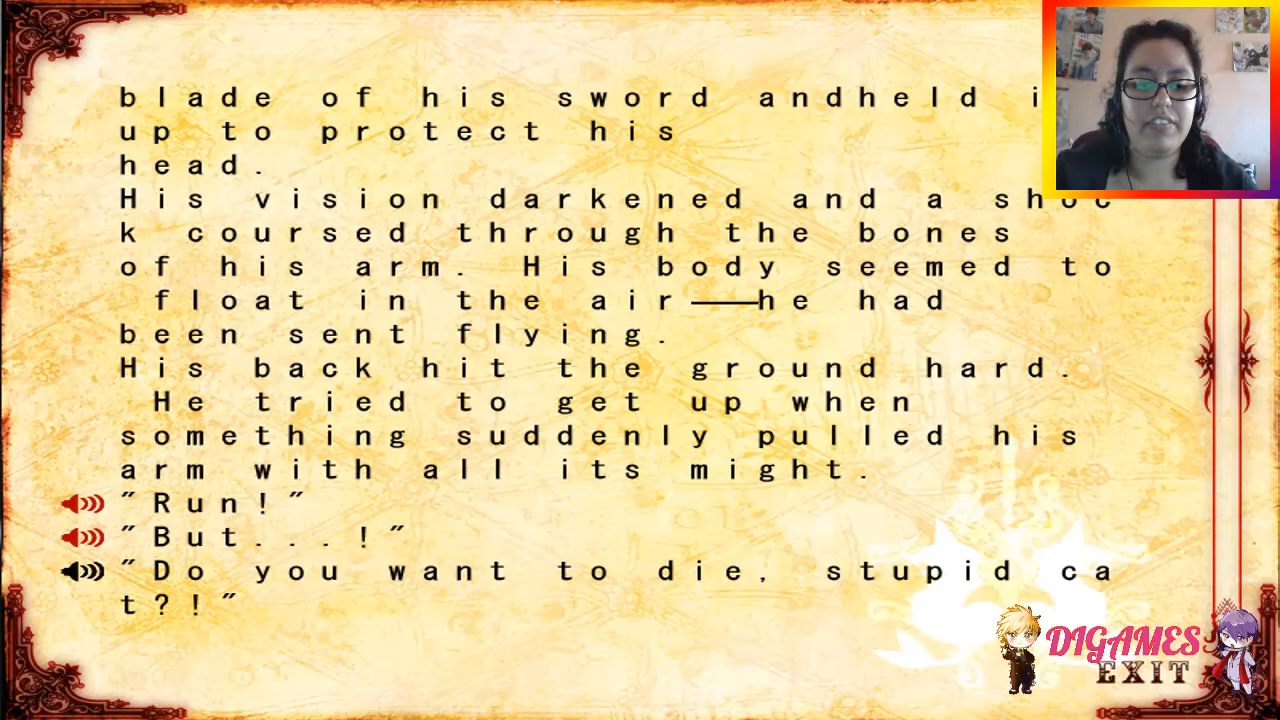 blade of his sword andheld i
up to protect his
head.
His vision darkened and a shoc
k coursed through the bones
of his arm. His body seemed to
float in the air――he had
been sent flying.
His back hit the ground hard.
He tried to get up when
something suddenly pulled his
arm with all its might.
"Run!"
"But...!"
"Do you want to die, stupid ca
t?!"
DIGAMES
EXIT